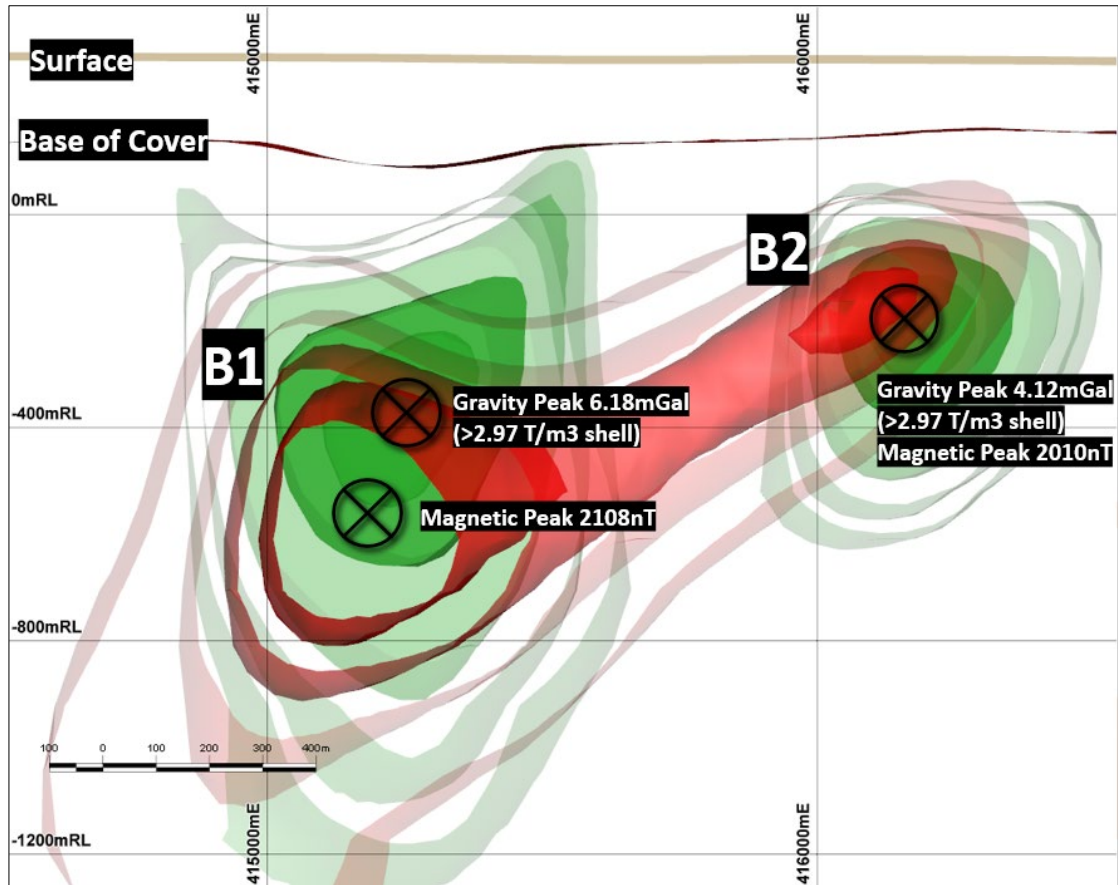 415000mE
416000mE
Surface
Base of Cover
0mRL
B2
B1
Gravity Peak 6.18mGal
(>2.97 T/m3 shell)
Gravity Peak 4.12mGal
(>2.97 T/m3 shell)
Magnetic Peak 2010nT
-400mRL
Magnetic Peak 2108nT
-800mRL
100 0 100 200 300 400m
415000mE
416000mE
-1200mRL